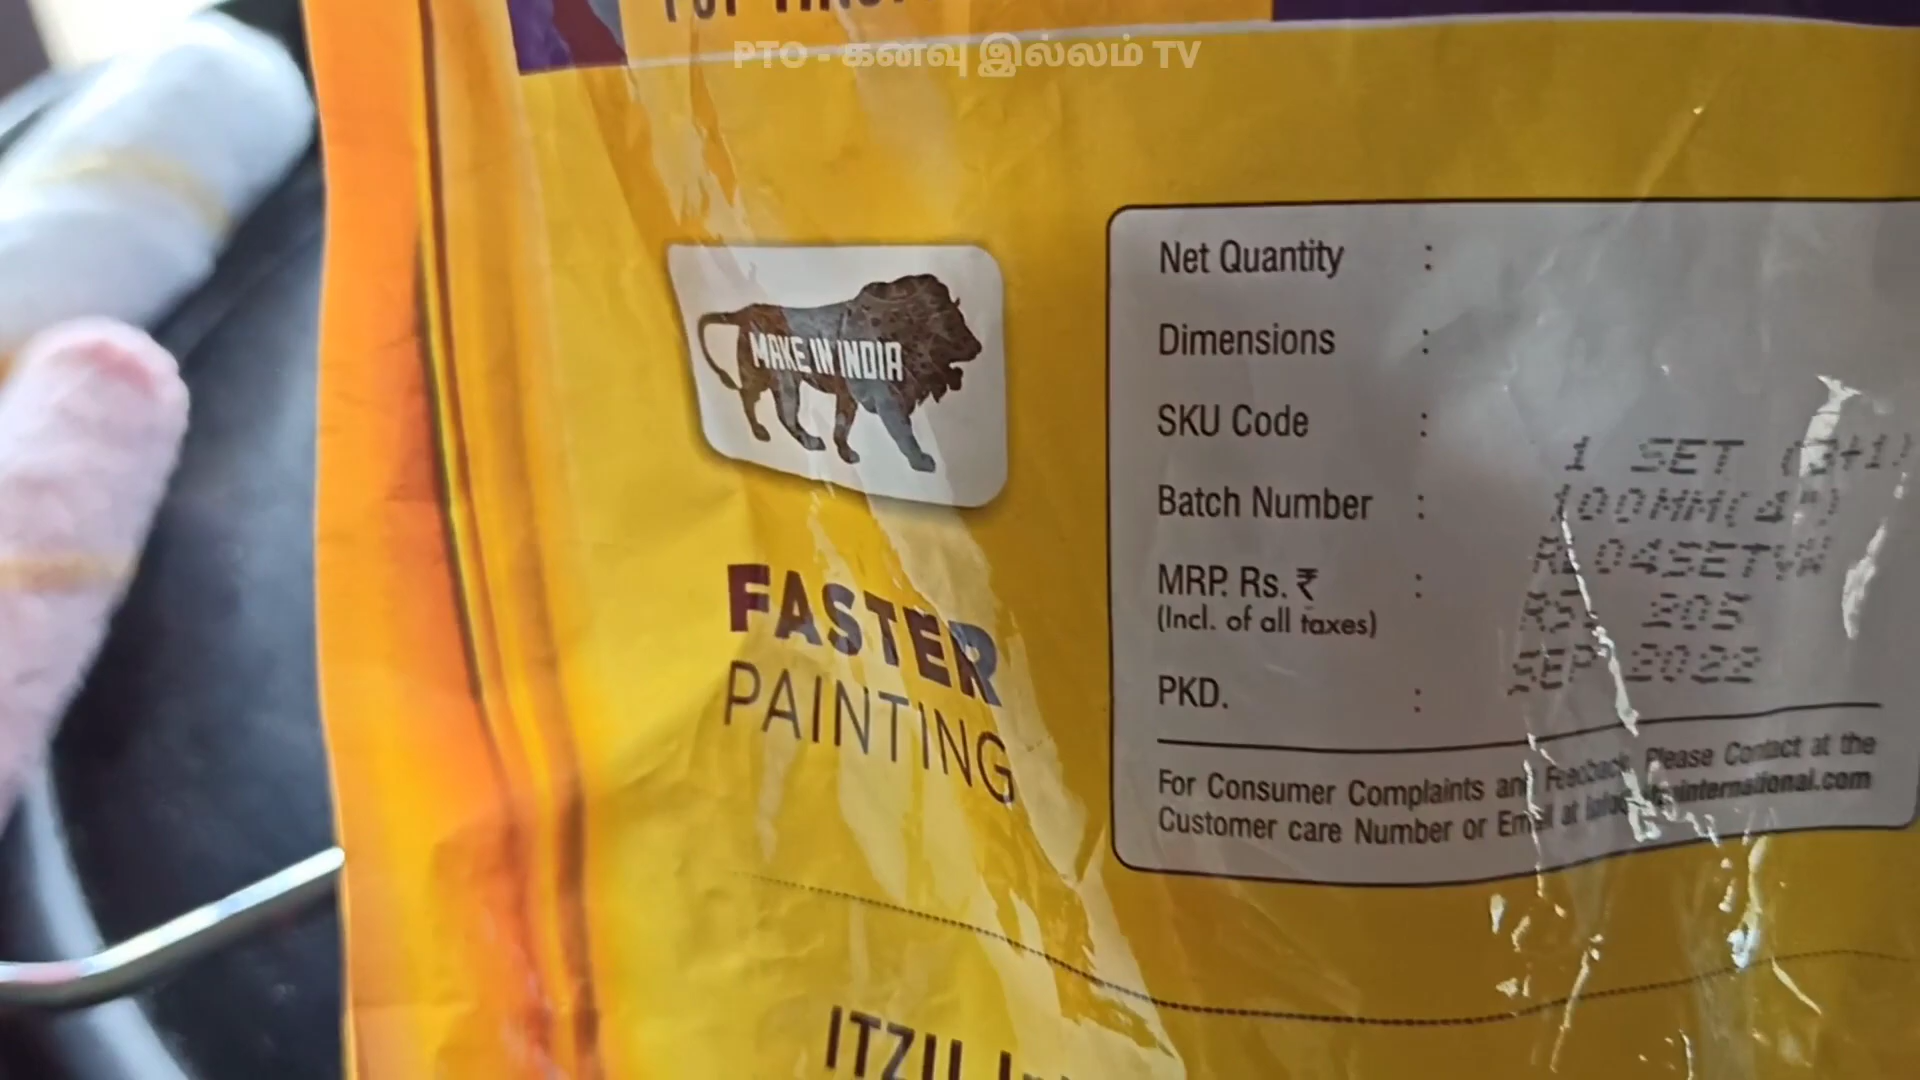 PTO - கனவு இல்லம் TV
MAKE IN INDIA
FASTER
PAINTING
Net Quantity :
Dimensions :
SKU Code :
Batch Number :
MRP. Rs. ₹ :
(Incl. of all taxes)
PKD. :
1 SET
RS. 205
SEP 2022
For Consumer Complaints and Feedback Please Contact at the
Customer care Number or Email at